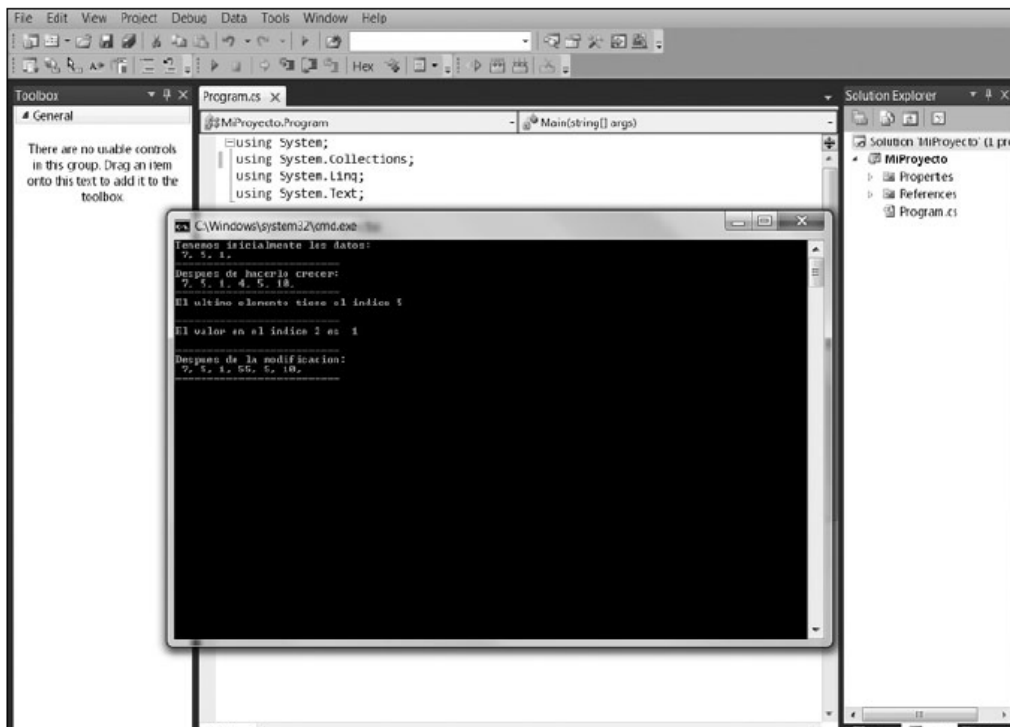 File Edit View Project Debug Data Tools Window Help
Hex
Toolbox
General
There are no usable controls
in this group. Drag an item
onto this text to add it to the
toolbox.
Program.cs
MiProyecto.Program
Main(string[] args)
using System;
using System.Collections;
using System.Linq;
using System.Text;
C:\Windows\system32\cmd.exe
Tenemos inicialmente los datos:
7, 5, 1,
Despues de hacerlo crecer:
7, 5, 1, 4, 5, 10,
El ultimo elemento tiene el indice 5
El valor en el indice 2 es 1
Despues de la modificacion:
7, 5, 1, 55, 5, 10,
Solution Explorer
Solution 'MiProyecto' (1 pro
MiProyecto
Properties
References
Program.cs